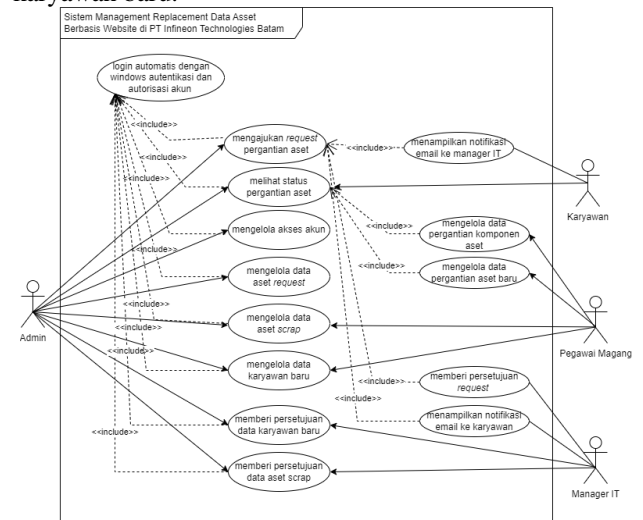 karyawan baru.
Sistem Management Replacement Data Asset
Berbasis Website di PT Infineon Technologies Batam
login automatis dengan
windows autentikasi dan
autorisasi akun
<<include>>
mengajukan request
pergantian aset
<<include>>
menampilkan notifikasi
email ke manager IT
<<include>>
melihat status
pergantian aset
Karyawan
<<include>>
mengelola akses akun
<<include>>
mengelola data
pergantian komponen
aset
<<include>>
<<include>>
mengelola data
pergantian aset baru
mengelola data
aset request
Admin
<<include>>
mengelola data
aset scrap
<<include>>
Pegawai Magang
<<include>>
mengelola data
karyawan baru
<<include>>
memberi persetujuan
request
<<include>>
menampilkan notifikasi
email ke karyawan
memberi persetujuan
data karyawan baru
<<include>>
memberi persetujuan
data aset scrap
Manager IT